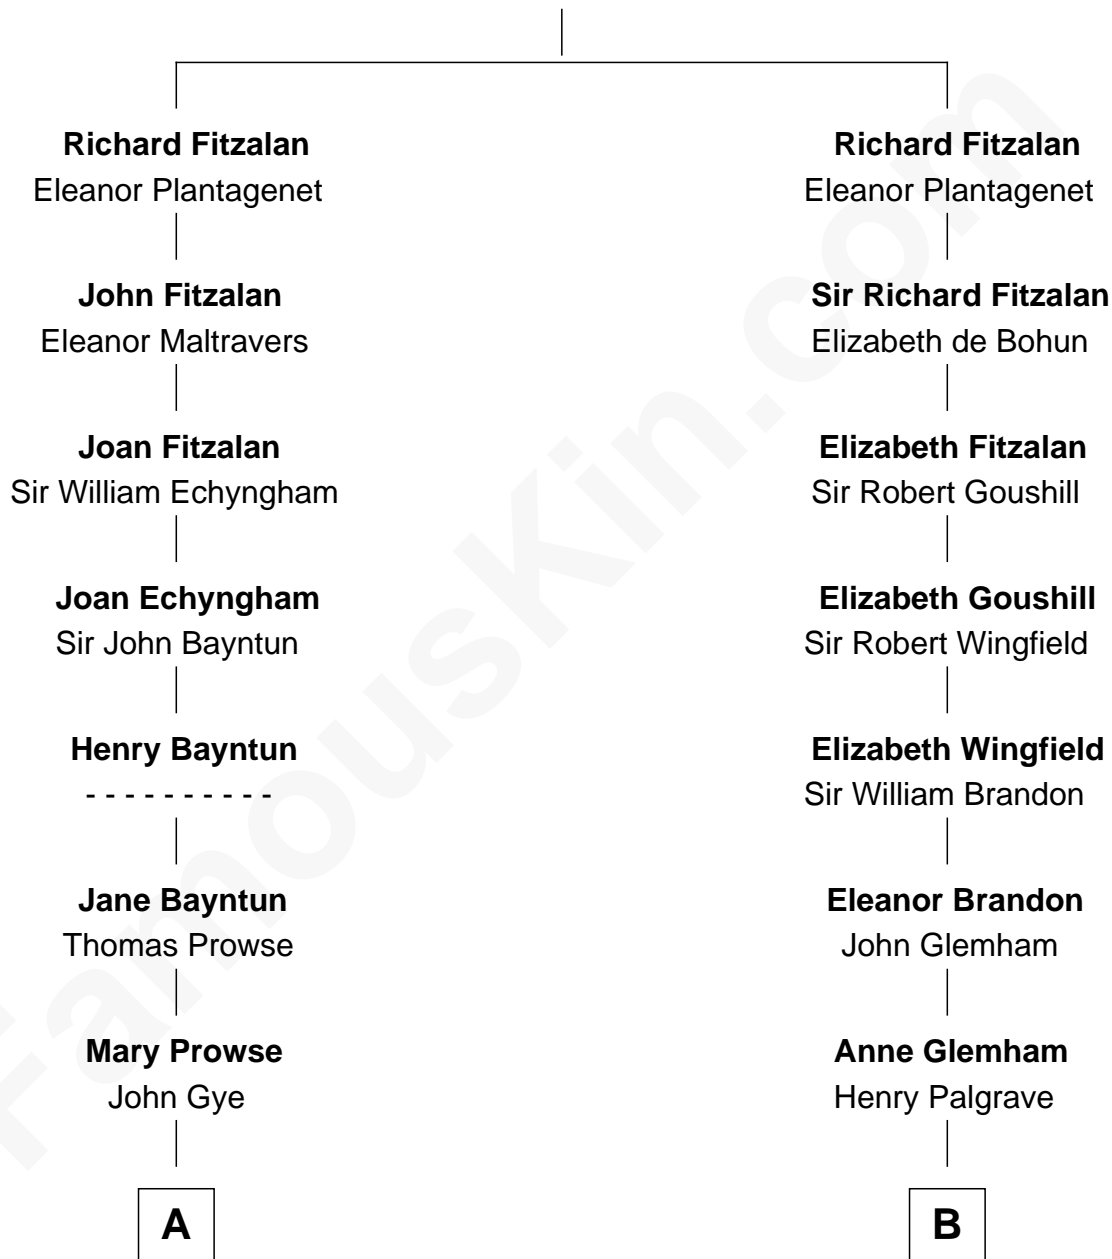 Richard Fitzalan
Eleanor Plantagenet
John Fitzalan
Eleanor Maltravers
Joan Fitzalan
Sir William Echyngham
Joan Echyngham
Sir John Bayntun
Henry Bayntun
- - - - - - - - - -
Jane Bayntun
Thomas Prowse
Mary Prowse
John Gye
A
Richard Fitzalan
Eleanor Plantagenet
Sir Richard Fitzalan
Elizabeth de Bohun
Elizabeth Fitzalan
Sir Robert Goushill
Elizabeth Goushill
Sir Robert Wingfield
Elizabeth Wingfield
Sir William Brandon
Eleanor Brandon
John Glemham
Anne Glemham
Henry Palgrave
B
FamousKin.com